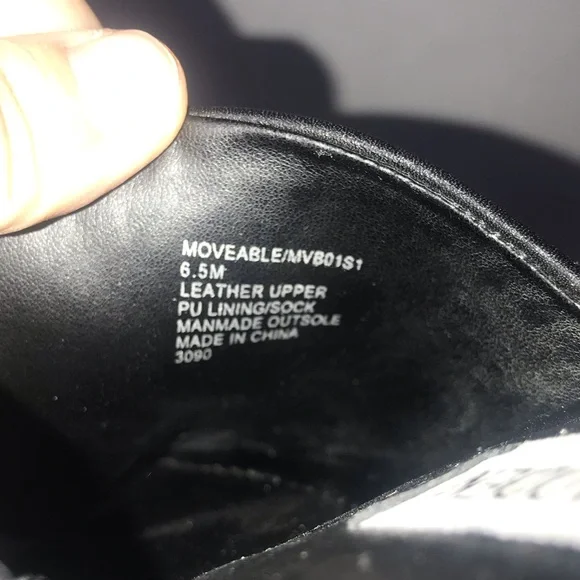 MOVEABLE/MVB01S1
6.5M
LEATHER UPPER
PU LINING/SOCK
MANMADE OUTSOLE
MADE IN CHINA
3090